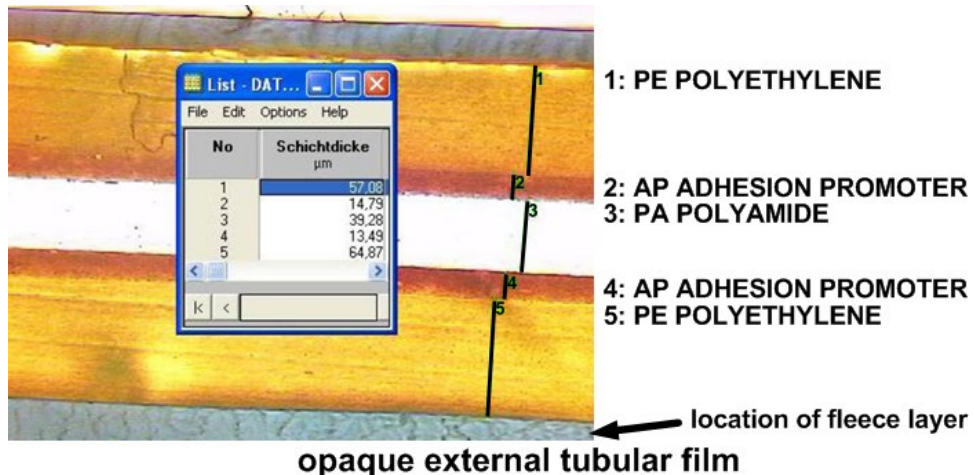 List - DAT...
File Edit Options Help
No Schichtdicke
µm
1 57,08
2 14,79
3 39,28
4 13,49
5 64,87
1
2
3
4
5
1: PE POLYETHYLENE
2: AP ADHESION PROMOTER
3: PA POLYAMIDE
4: AP ADHESION PROMOTER
5: PE POLYETHYLENE
location of fleece layer
opaque external tubular film